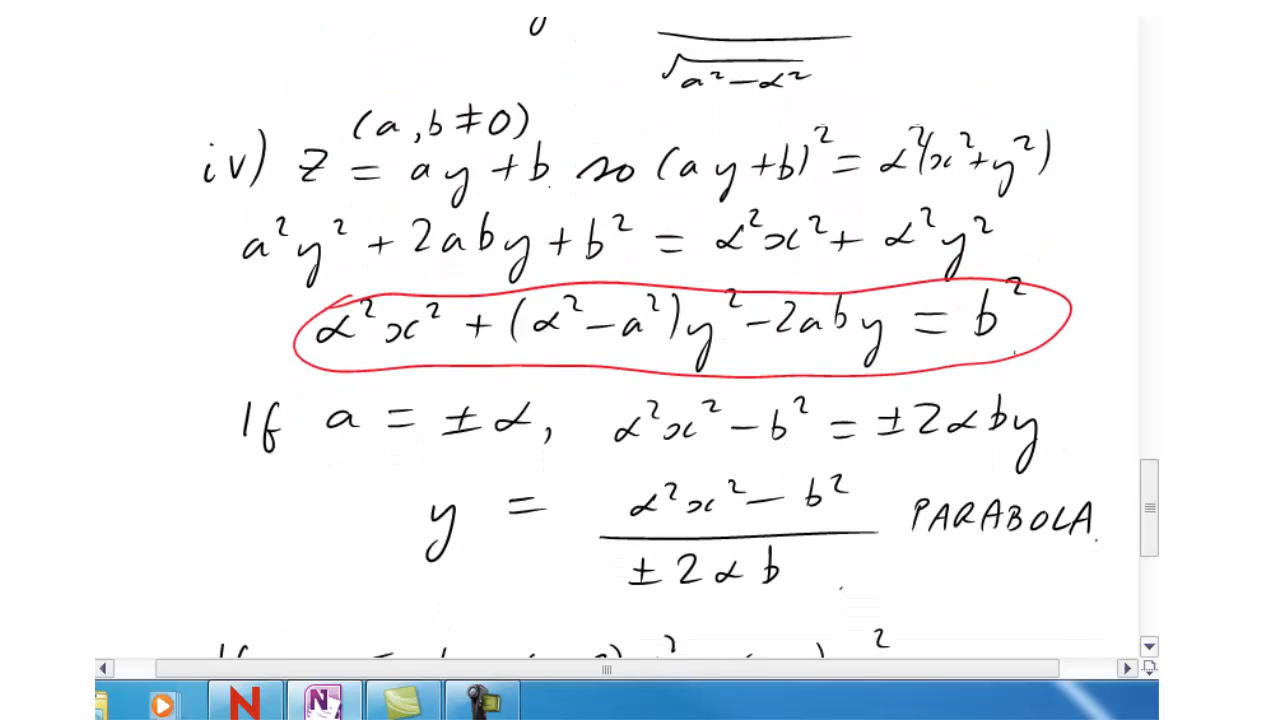 0
√(a² − α²)
(a, b ≠ 0)
iv) z = ay + b so (ay + b)² = α²(x² + y²)
a²y² + 2aby + b² = α²x² + α²y²
α²x² + (α² − a²)y² − 2aby = b²
If a = ±α, α²x² − b² = ±2αby
y = (α²x² − b²) / (±2αb) PARABOLA.